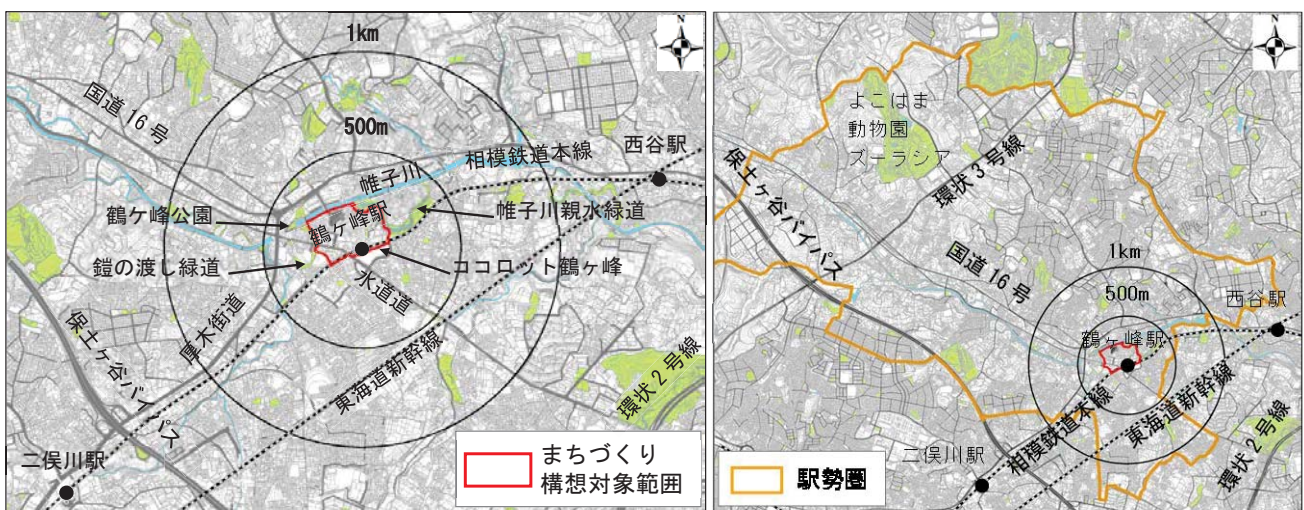 N
1km
国道16号
500m
相模鉄道本線
西谷駅
帷子川
鶴ケ峰公園
鶴ケ峰駅
帷子川親水緑道
鎧の渡し緑道
ココロット鶴ヶ峰
水道道
厚木街道
保土ヶ谷バイパス
東海道新幹線
環状2号線
二俣川駅
まちづくり
構想対象範囲
N
よこはま
動物園
ズーラシア
環状3号線
保土ヶ谷バイパス
国道16号
1km
500m
西谷駅
鶴ヶ峰駅
相模鉄道本線
東海道新幹線
環状2号線
二俣川駅
駅勢圏